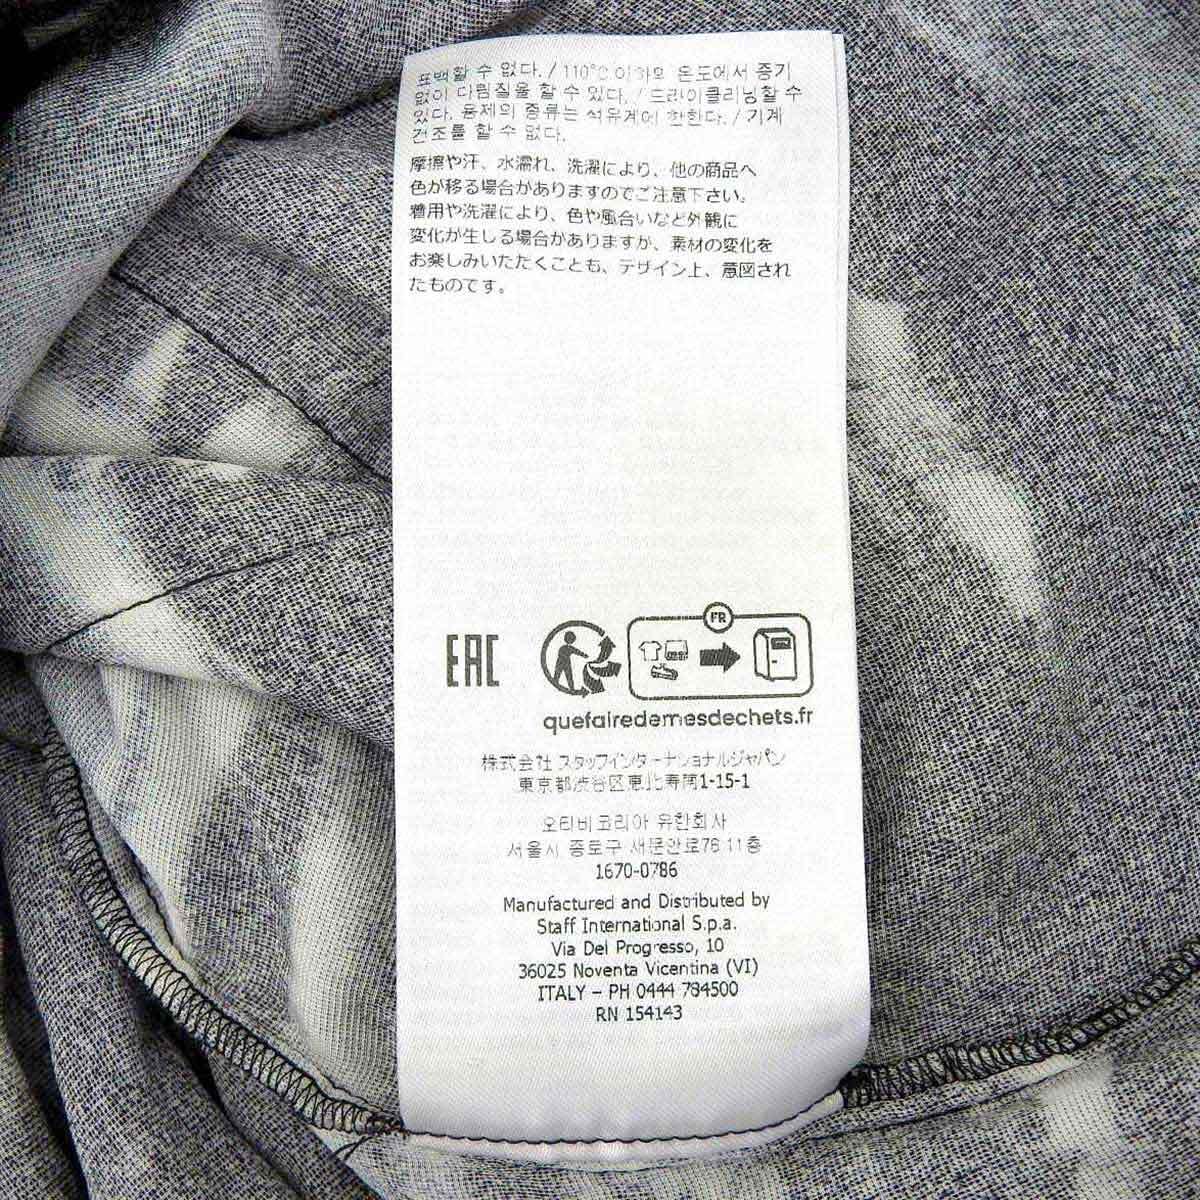 표백할 수 없다. / 110°C 이하의 온도에서 증기
없이 다림질을 할 수 있다. / 드라이클리닝할 수
있다. 용제의 종류는 석유계에 한한다. / 기계
건조를 할 수 없다.
摩擦や汗、水濡れ、洗濯により、他の商品へ
色が移る場合がありますのでご注意下さい。
着用や洗濯により、色や風合いなど外観に
変化が生じる場合がありますが、素材の変化を
お楽しみいただくことも、デザイン上、意図され
たものです。
EAC
FR
quefairedemesdechets.fr
株式会社 スタッフインターナショナルジャパン
東京都渋谷区恵比寿南1-15-1
오티비코리아 유한회사
서울시 종로구 새문안로76 11층
1670-0786
Manufactured and Distributed by
Staff International S.p.a.
Via Del Progresso, 10
36025 Noventa Vicentina (VI)
ITALY – PH 0444 784500
RN 154143